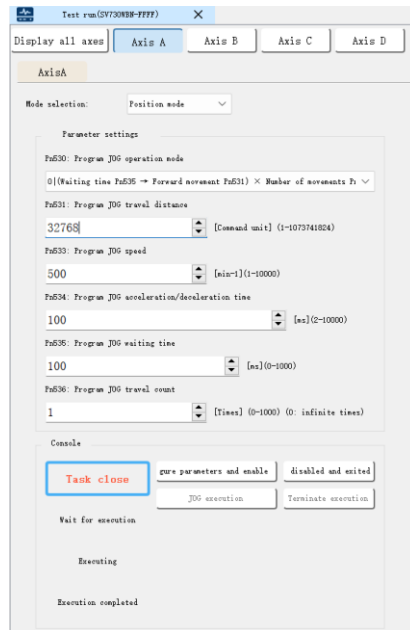 Test run(SV730WBN-FFFF)
Display all axes Axis A Axis B Axis C Axis D
AxisA
Mode selection: Position mode
Parameter settings
Pn530: Program JOG operation mode
0|(Waiting time Pn535 → Forward movement Pn531) × Number of movements P
Pn531: Program JOG travel distance
32768 [Command unit] (1-1073741824)
Pn533: Program JOG speed
500 [min-1](1-10000)
Pn534: Program JOG acceleration/deceleration time
100 [ms](2-10000)
Pn535: Program JOG waiting time
100 [ms](0-1000)
Pn536: Program JOG travel count
1 [Times] (0-1000) (0: infinite times)
Console
Task close gure parameters and enable disabled and exited
JOG execution Terminate execution
Wait for execution
Executing
Execution completed